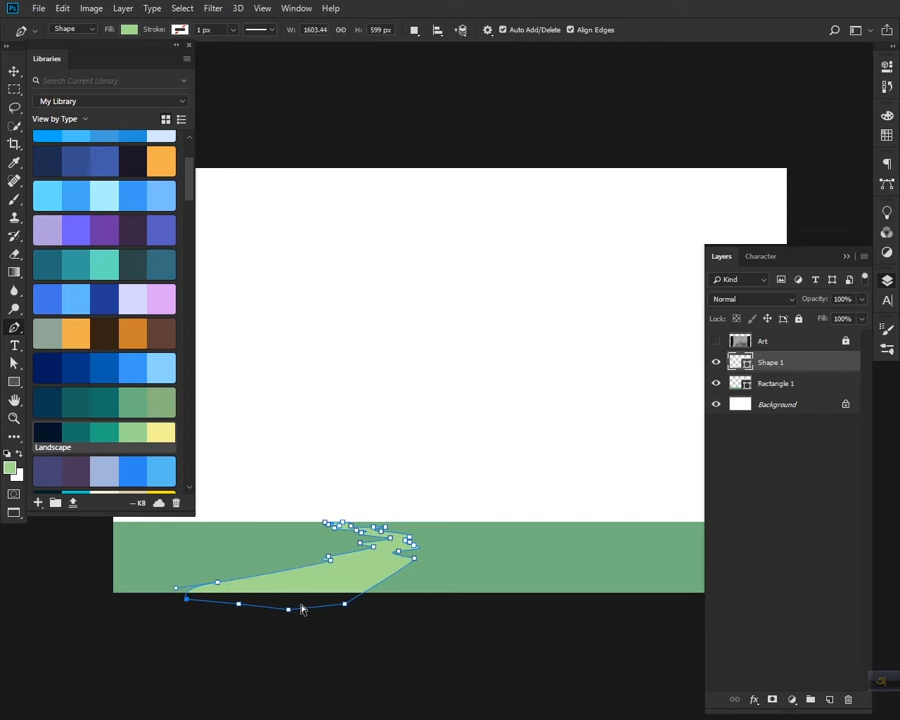 Ps File Edit Image Layer Type Select Filter 3D View Window Help
Shape Fill: Stroke: 1 px W: 1603.44 H: 599 px Auto Add/Delete Align Edges
Libraries
Search Current Library
My Library
View by Type
Landscape
-- KB
Layers Character
Kind
Normal Opacity: 100%
Lock: Fill: 100%
Art
Shape 1
Rectangle 1
Background